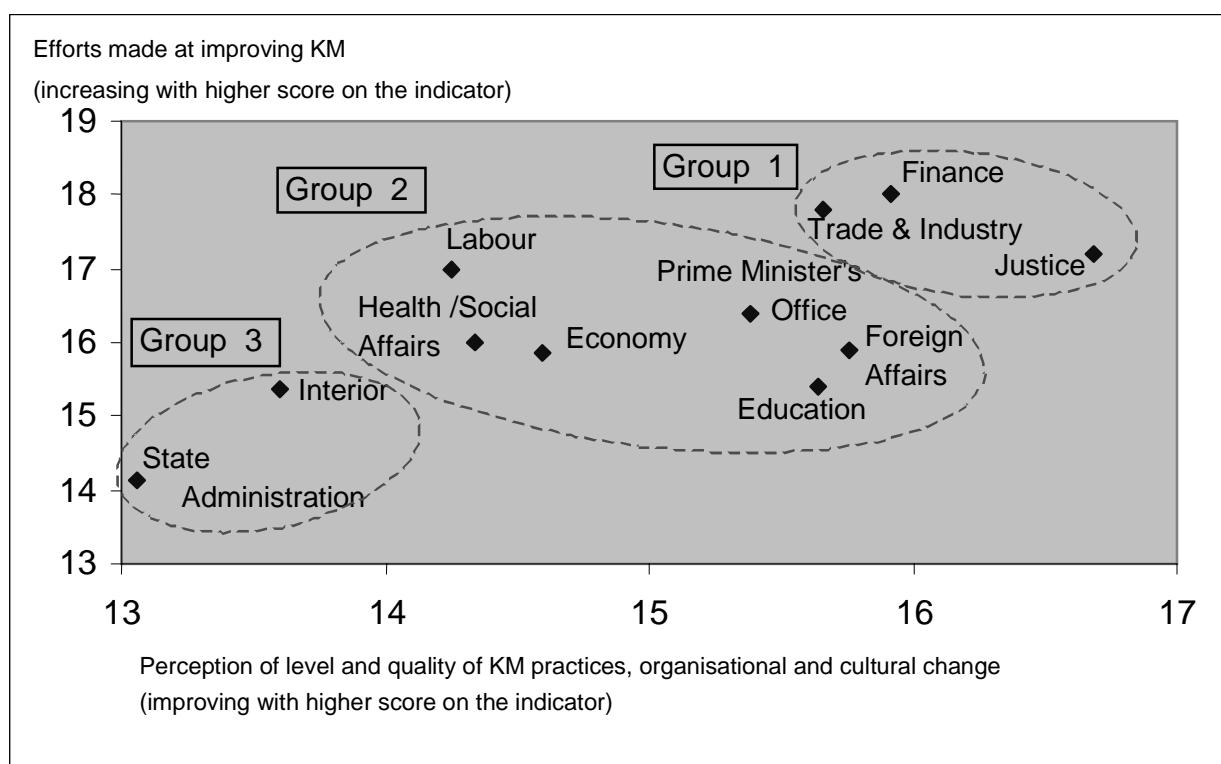 Efforts made at improving KM
(increasing with higher score on the indicator)
19
18
17
16
15
14
13
Group 1
Finance
Group 2
Trade & Industry
Labour
Justice
Prime Minister's
Office
Health /Social
Affairs
Economy
Foreign
Affairs
Group 3
Interior
Education
State
Administration
13
14
15
16
17
Perception of level and quality of KM practices, organisational and cultural change
(improving with higher score on the indicator)